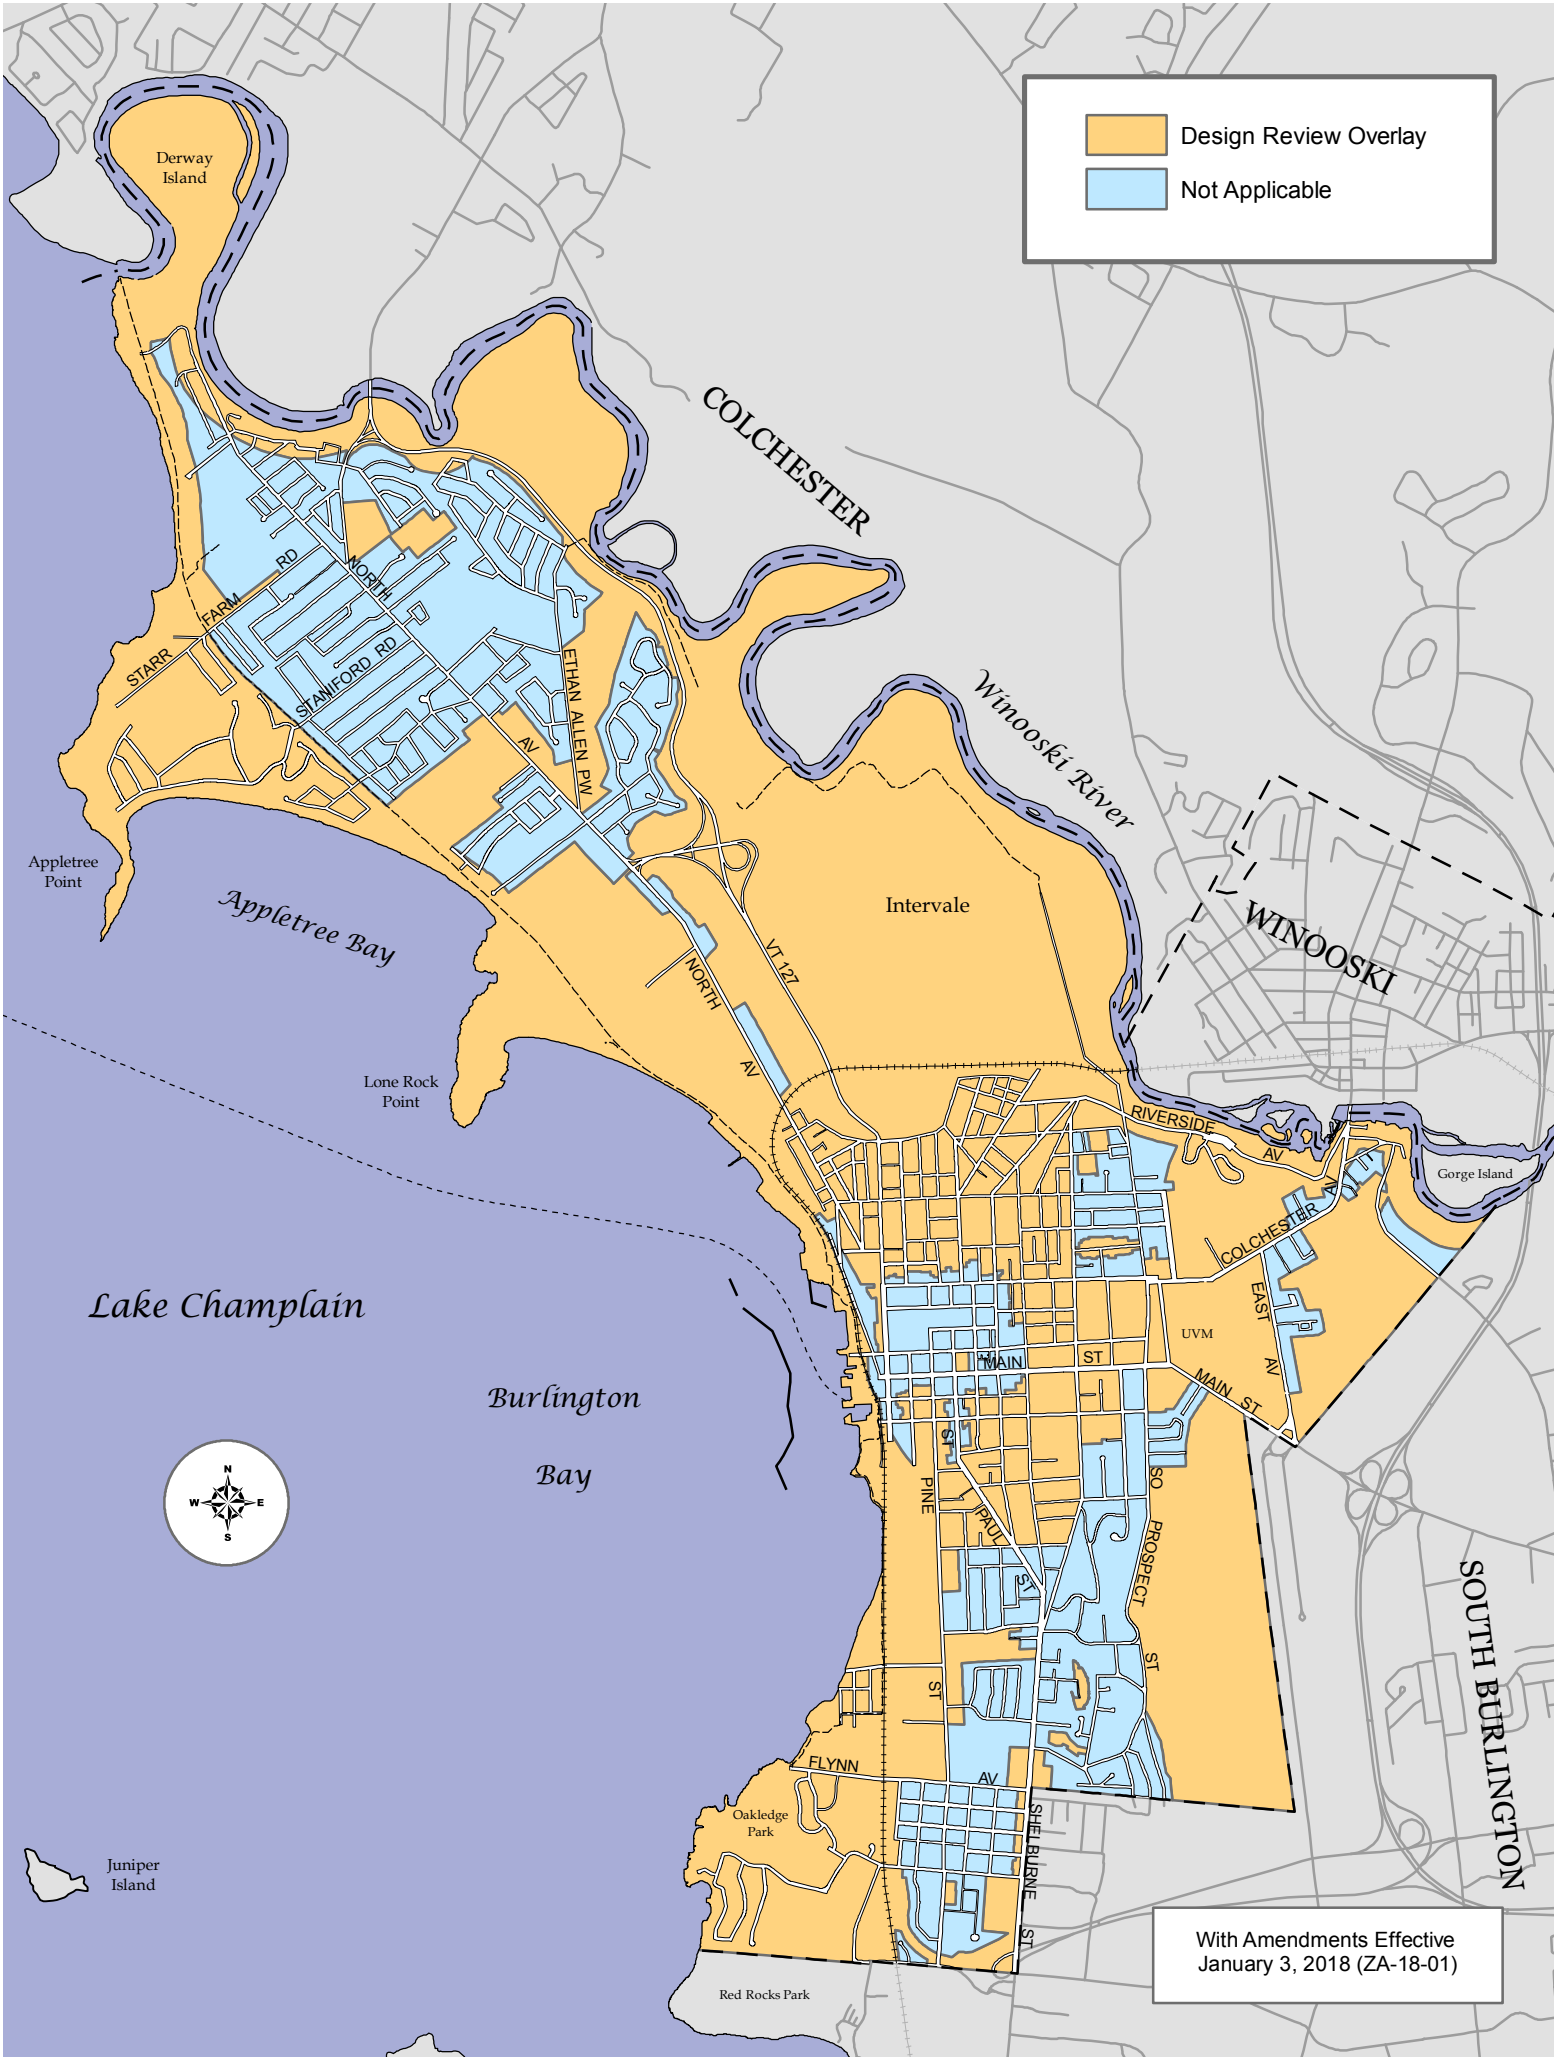 Design Review Overlay
Not Applicable
Derway
Island
COLCHESTER
RD
FARM
STARR
NORTH
STANIFORD RD
ETHAN ALLEN PW
AV
Winooski River
Appletree
Point
Appletree Bay
Intervale
WINOOSKI
VT 127
NORTH
AV
Lone Rock
Point
RIVERSIDE
AV
Gorge Island
COLCHESTER
AV
EAST
AV
UVM
Lake Champlain
MAIN
ST
MAIN ST
Burlington
Bay
N
W
E
S
ST
PINE
PAUL
ST
SO
PROSPECT
ST
SOUTH BURLINGTON
ST
FLYNN
AV
Oakledge
Park
SHELBURNE
ST
Juniper
Island
With Amendments Effective
January 3, 2018 (ZA-18-01)
Red Rocks Park